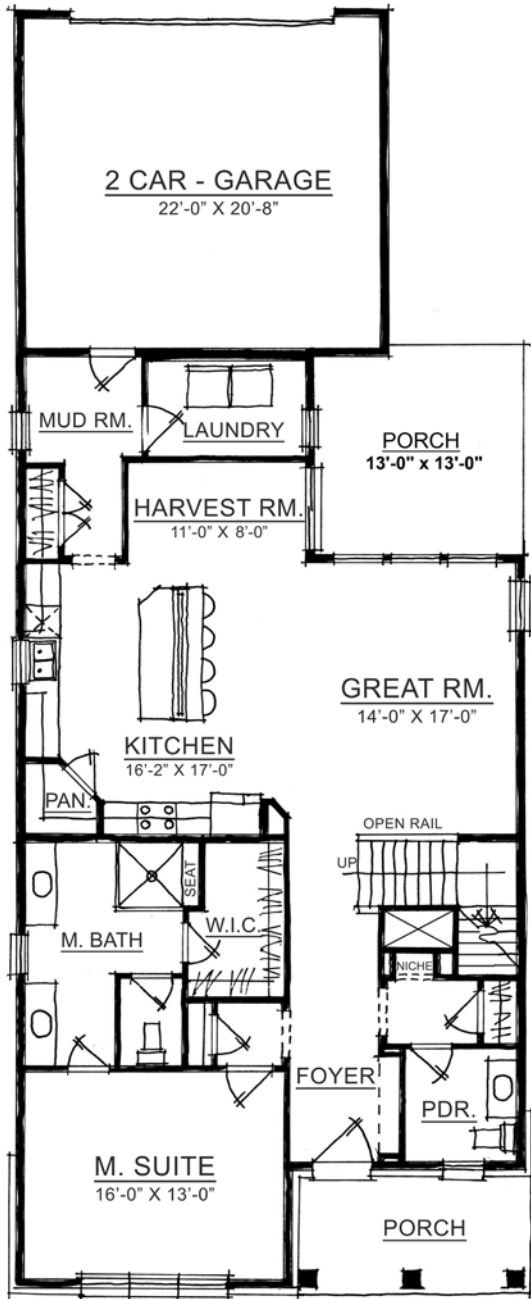 2 CAR - GARAGE
22'-0" X 20'-8"
MUD RM.
LAUNDRY
PORCH
13'-0" x 13'-0"
HARVEST RM.
11'-0" X 8'-0"
GREAT RM.
14'-0" X 17'-0"
KITCHEN
16'-2" X 17'-0"
PAN.
OPEN RAIL
UP
SEAT
M. BATH
W.I.C.
NICHE
FOYER
PDR.
M. SUITE
16'-0" X 13'-0"
PORCH